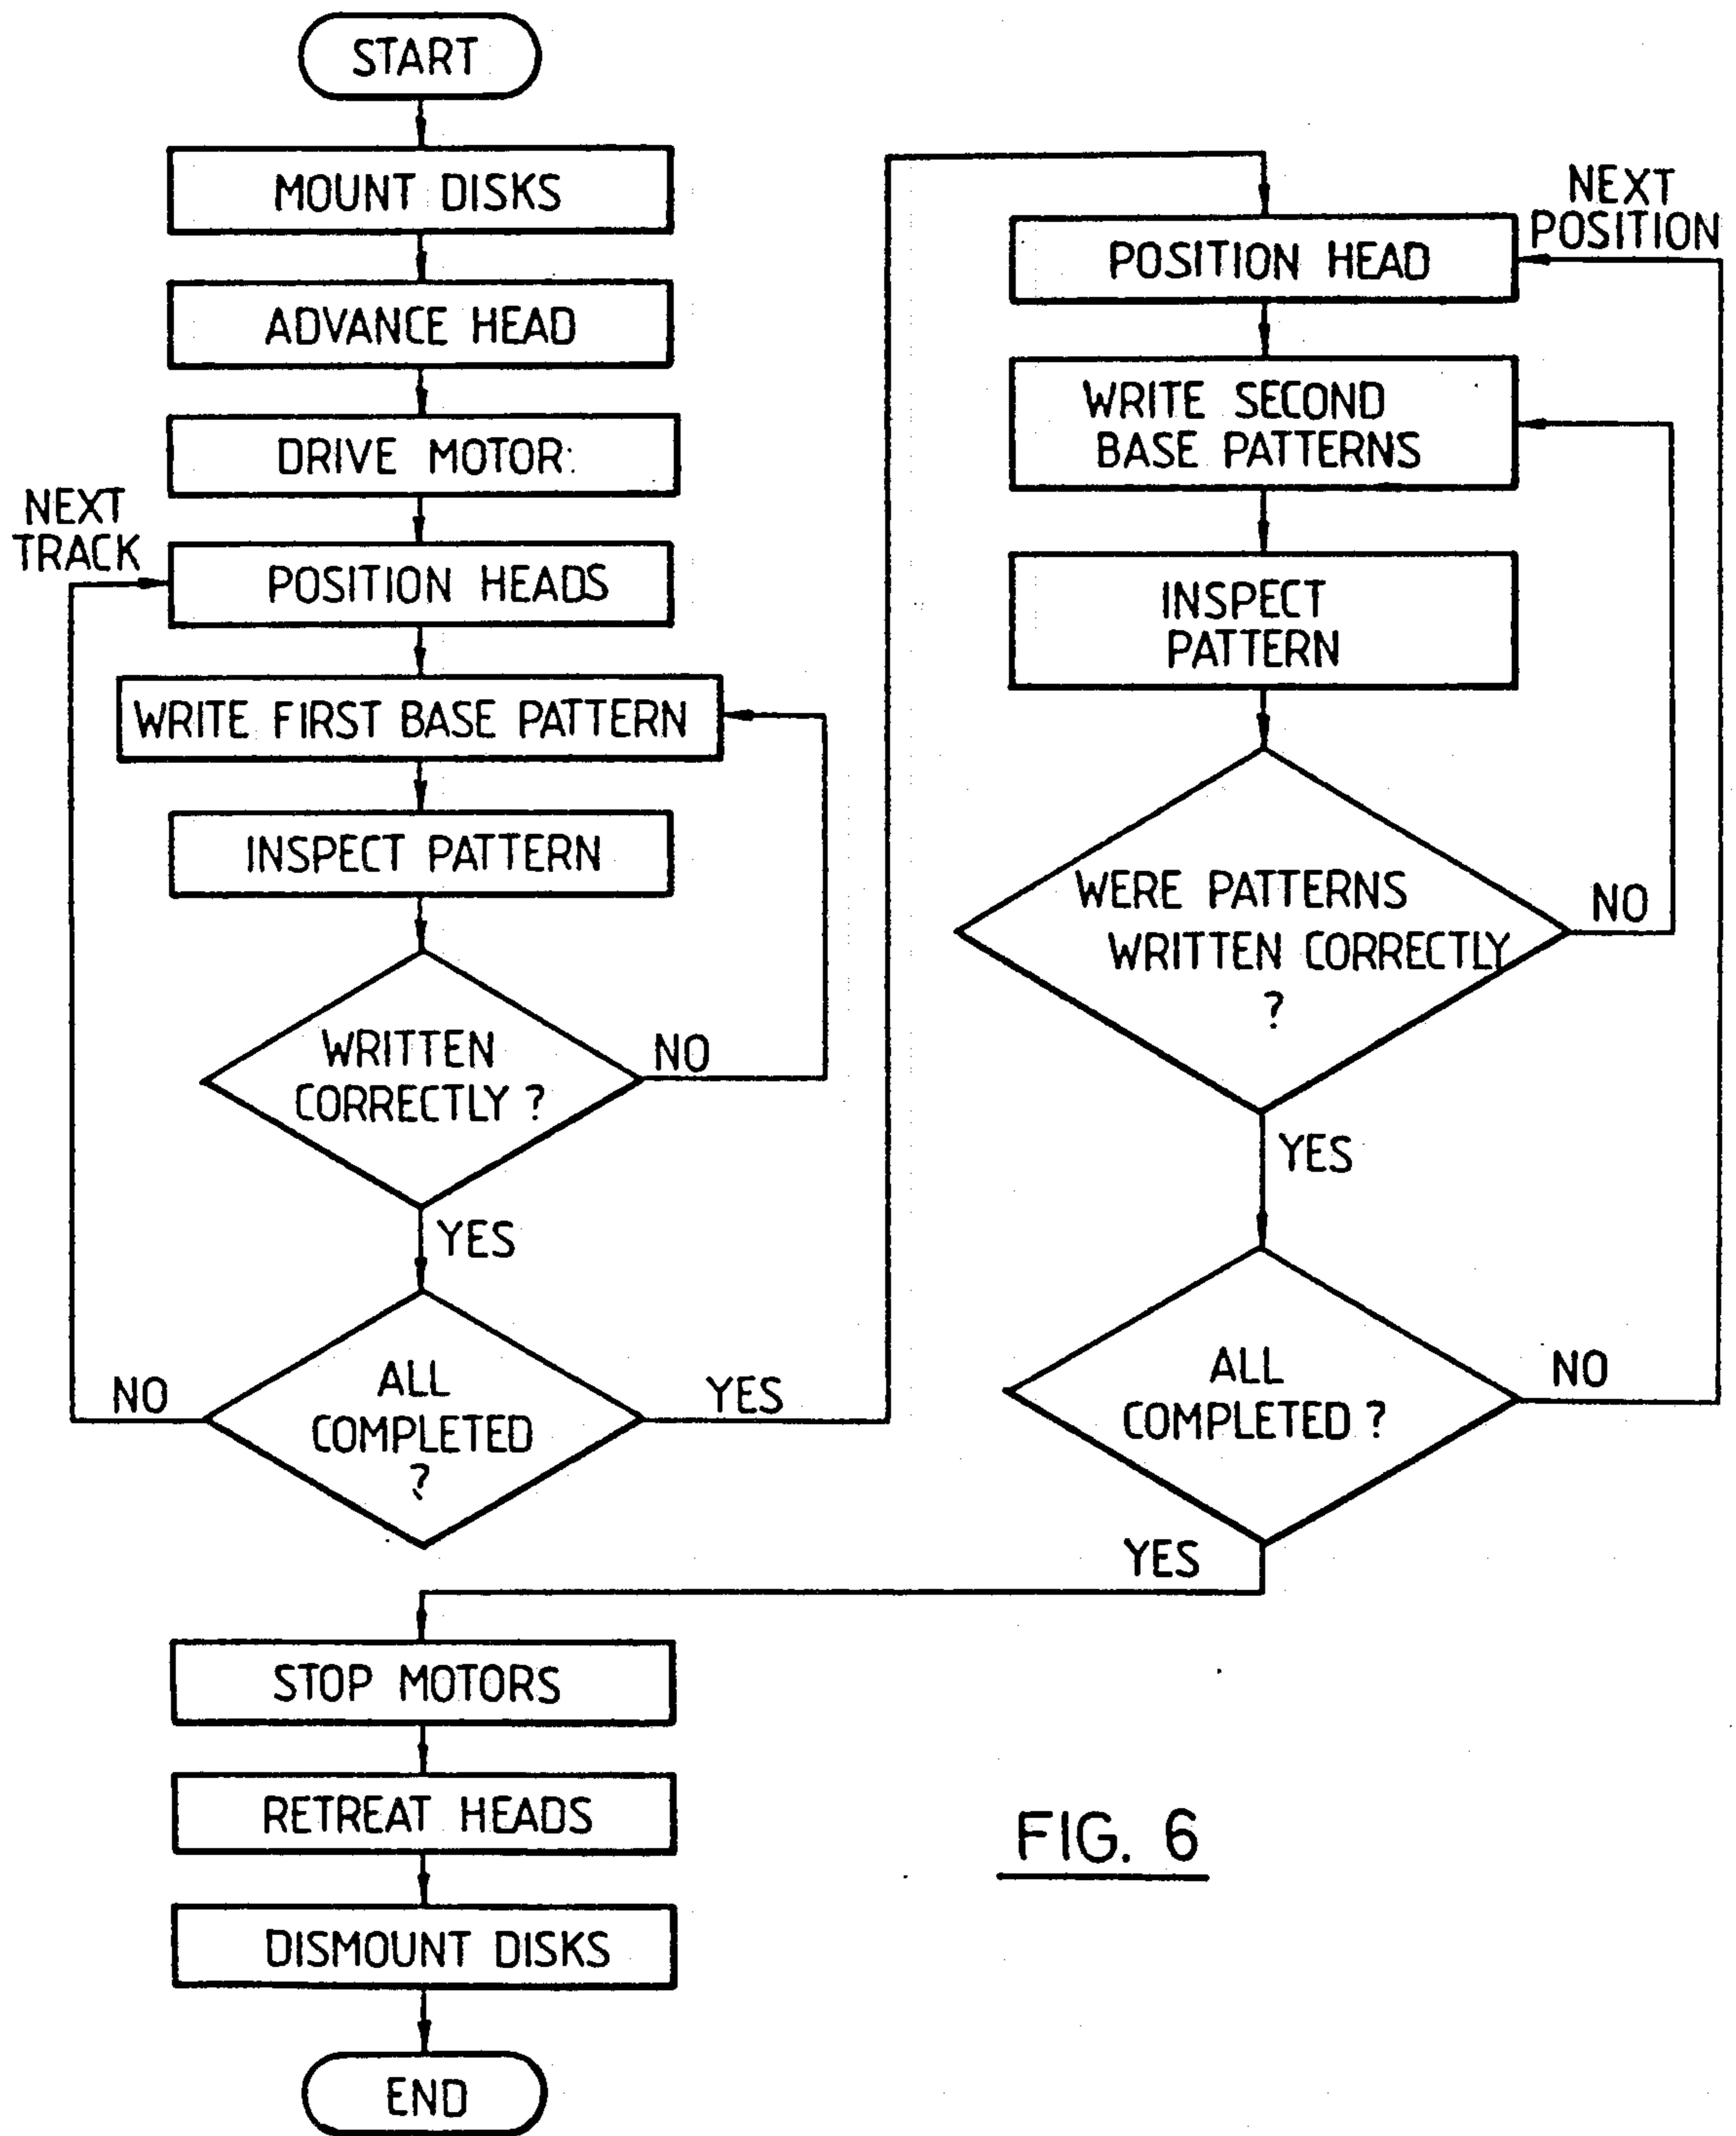 START
MOUNT DISKS
ADVANCE HEAD
DRIVE MOTOR:
NEXT
TRACK
POSITION HEADS
WRITE FIRST BASE PATTERN
INSPECT PATTERN
WRITTEN
CORRECTLY ?
NO
YES
ALL
COMPLETED
?
NO
YES
NEXT
POSITION
POSITION HEAD
WRITE SECOND
BASE PATTERNS
INSPECT
PATTERN
WERE PATTERNS
WRITTEN CORRECTLY
?
NO
YES
ALL
COMPLETED ?
NO
YES
STOP MOTORS
RETREAT HEADS
DISMOUNT DISKS
END
FIG. 6